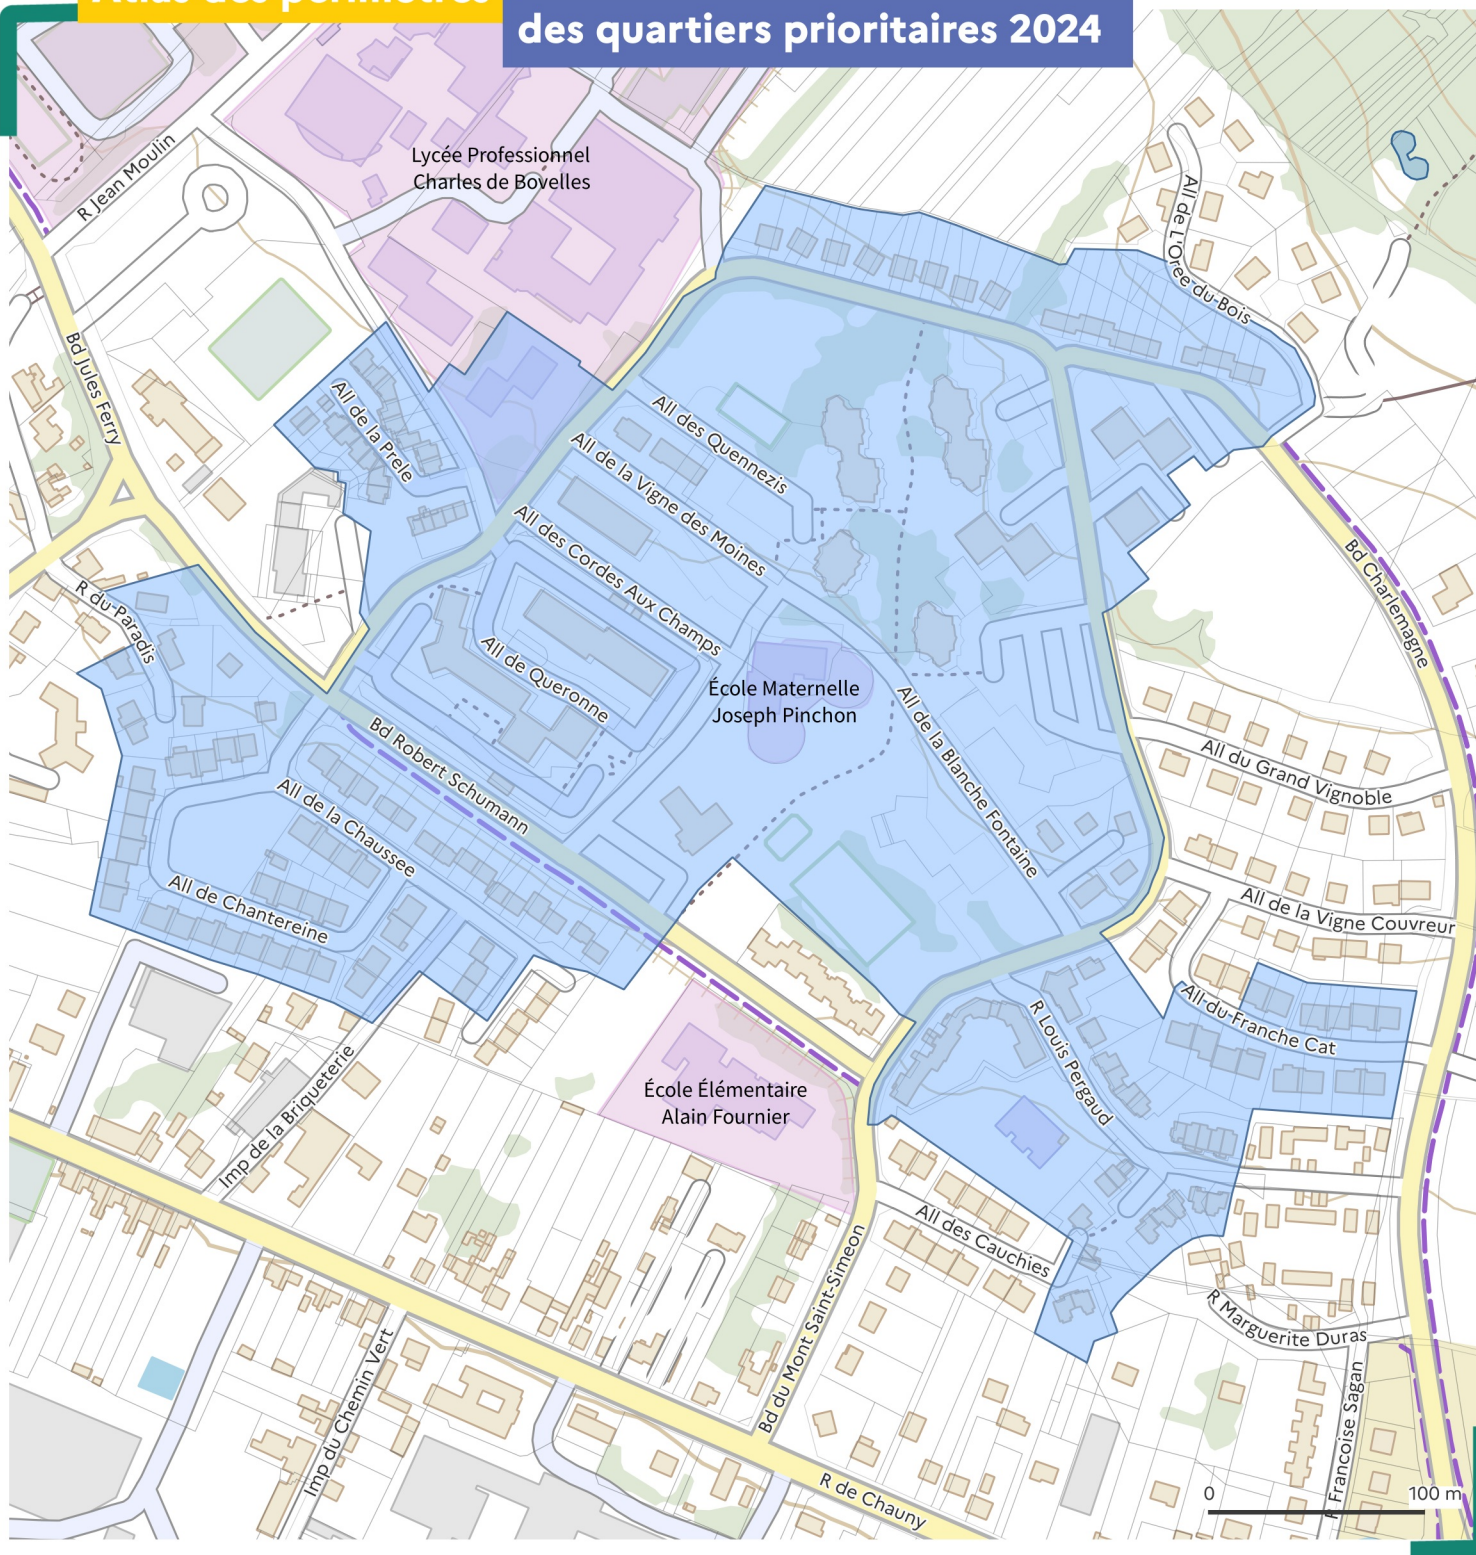 Atlas des périmètres
des quartiers prioritaires 2024
Lycée Professionnel
Charles de Bovelles
R Jean Moulin
All de L'Oree du Bois
Bd Jules Ferry
All de la Prele
All des Quennezis
All de la Vigne des Moines
All des Cordes Aux Champs
All de Queronne
R du Paradis
Bd Charlemagne
École Maternelle
Joseph Pinchon
All de la Blanche Fontaine
Bd Robert Schumann
All de la Chaussee
All de Chantereine
All du Grand Vignoble
All de la Vigne Couvreur
All du Franche Cat
R Louis Pergaud
École Élémentaire
Alain Fournier
Imp de la Briqueterie
All des Cauchies
Bd du Mont Saint-Simeon
R Marguerite Duras
Imp du Chemin Vert
R Francoise Sagan
R de Chauny
0 100 m